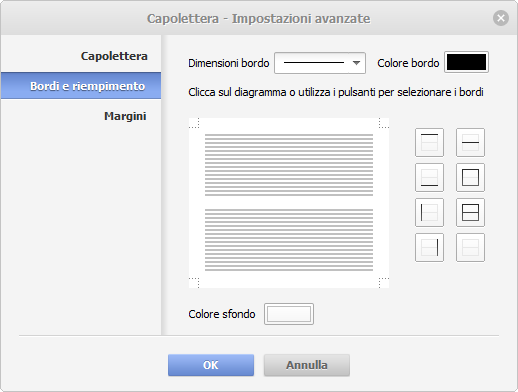 Capolettera - Impostazioni avanzate
Capolettera
Bordi e riempimento
Margini
Dimensioni bordo
Colore bordo
Clicca sul diagramma o utilizza i pulsanti per selezionare i bordi
Colore sfondo
OK
Annulla